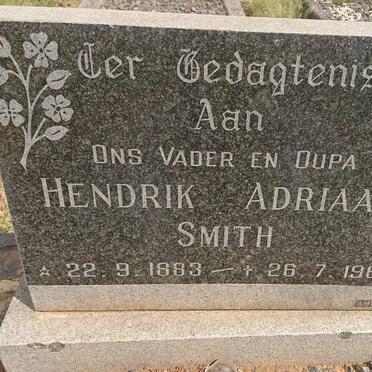 Ter Gedagtenis
Aan
ONS VADER EN OUPA
HENDRIK ADRIAA
SMITH
* 22.9.1883 — † 26.7.196